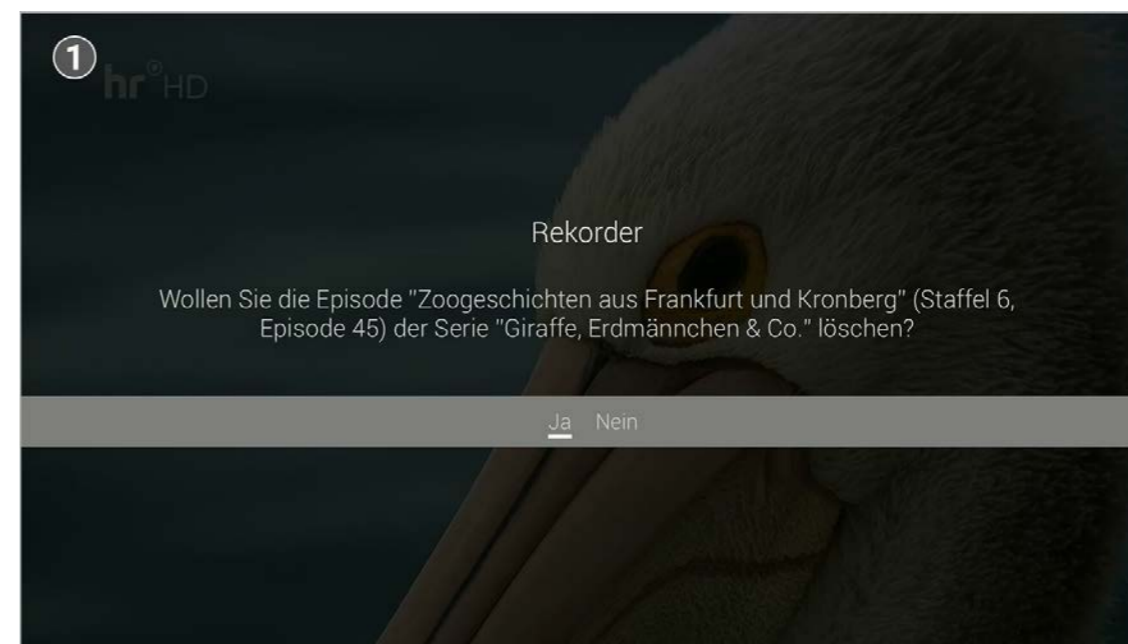 1
hr HD
Rekorder
Wollen Sie die Episode "Zoogeschichten aus Frankfurt und Kronberg" (Staffel 6,
Episode 45) der Serie "Giraffe, Erdmännchen & Co." löschen?
Ja Nein